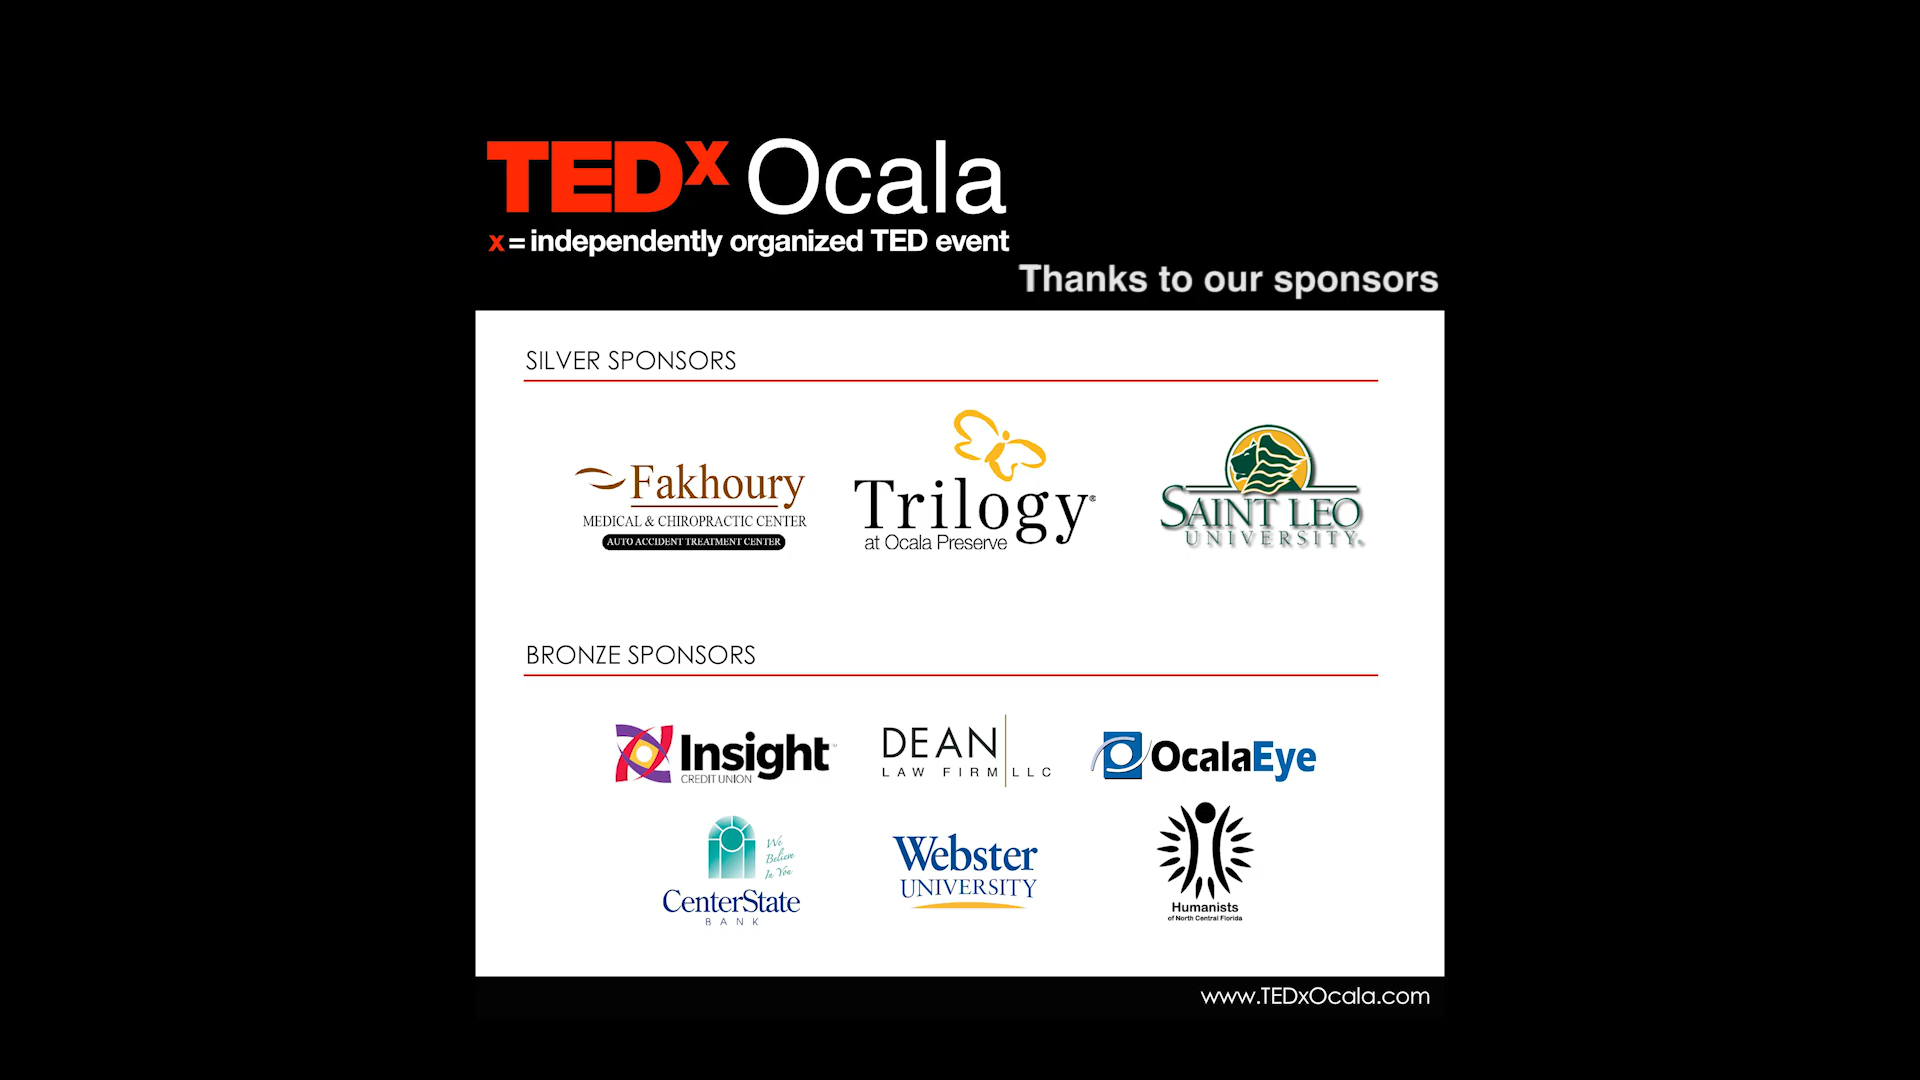 TEDx Ocala
x = independently organized TED event
Thanks to our sponsors
SILVER SPONSORS
Fakhoury
MEDICAL & CHIROPRACTIC CENTER
AUTO ACCIDENT TREATMENT CENTER
Trilogy®
at Ocala Preserve
SAINT LEO
UNIVERSITY
BRONZE SPONSORS
Insight
CREDIT UNION
DEAN
LAW FIRM LLC
OcalaEye
We
Believe
In You
CenterState
BANK
Webster
UNIVERSITY
Humanists
of North Central Florida
www.TEDxOcala.com